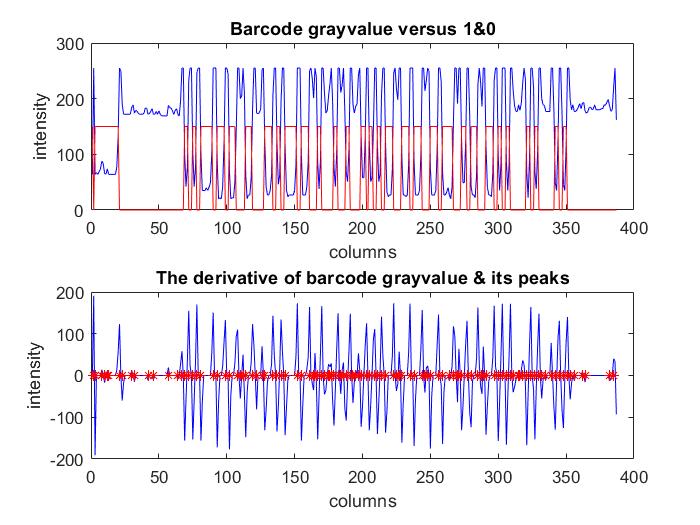 Barcode grayvalue versus 1&0
300
200
100
0
intensity
0 50 100 150 200 250 300 350 400
columns
The derivative of barcode grayvalue & its peaks
200
100
0
-100
-200
intensity
0 50 100 150 200 250 300 350 400
columns